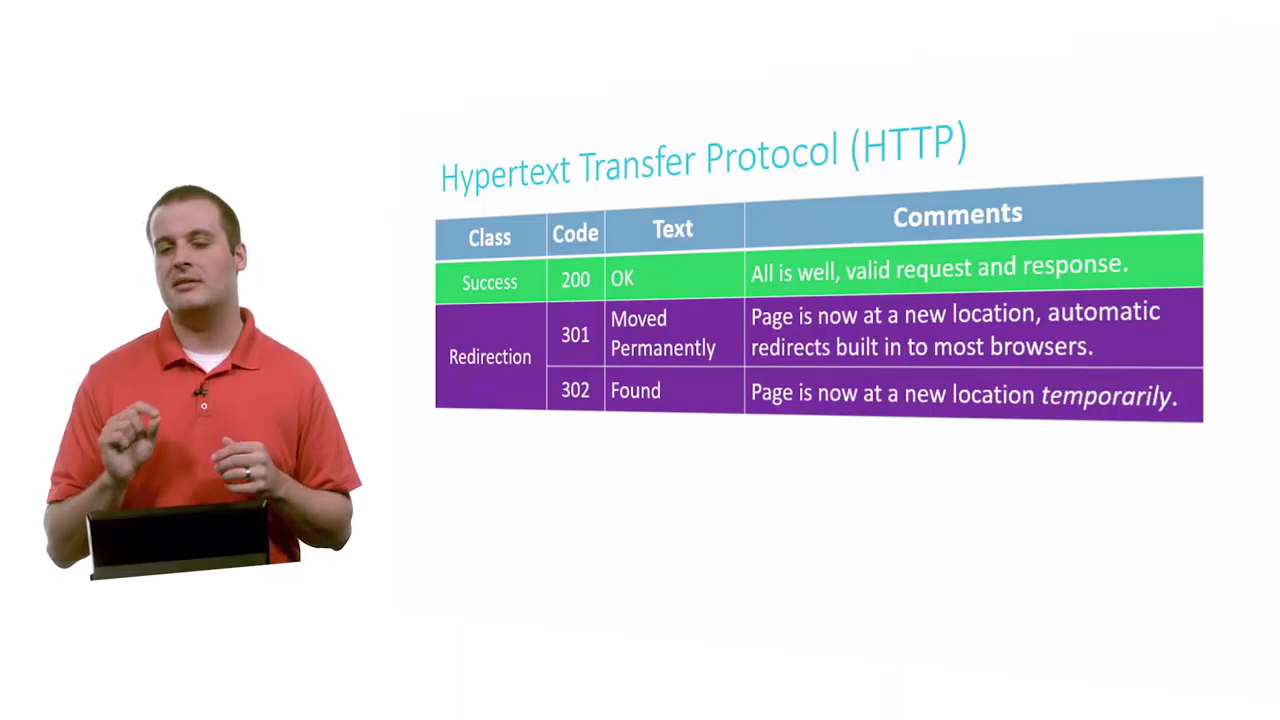 Hypertext Transfer Protocol (HTTP)
Class Code Text Comments
Success 200 OK All is well, valid request and response.
Redirection 301 Moved Permanently Page is now at a new location, automatic redirects built in to most browsers.
302 Found Page is now at a new location temporarily.